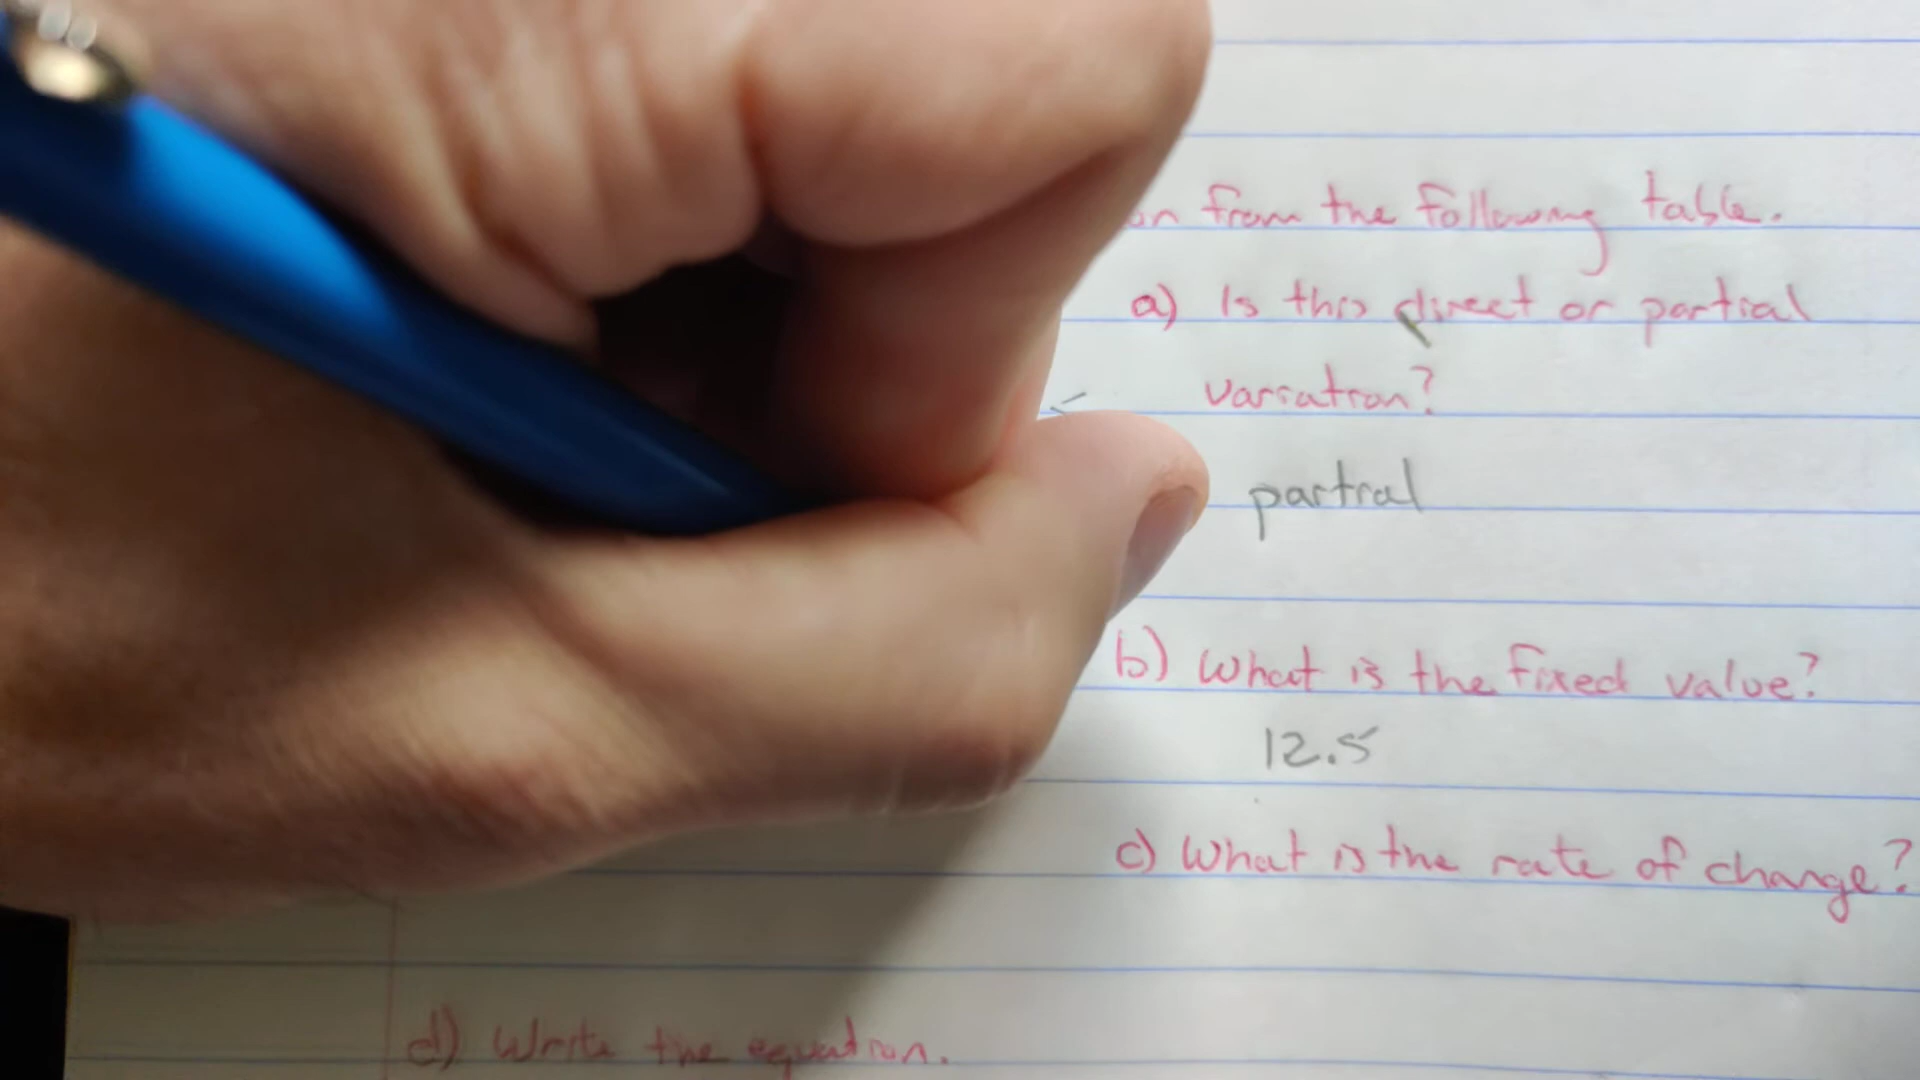 from the following table.
a) Is this direct or partial
variation?
partial
b) What is the fixed value?
12.5
c) What is the rate of change?
d) Write the equation.